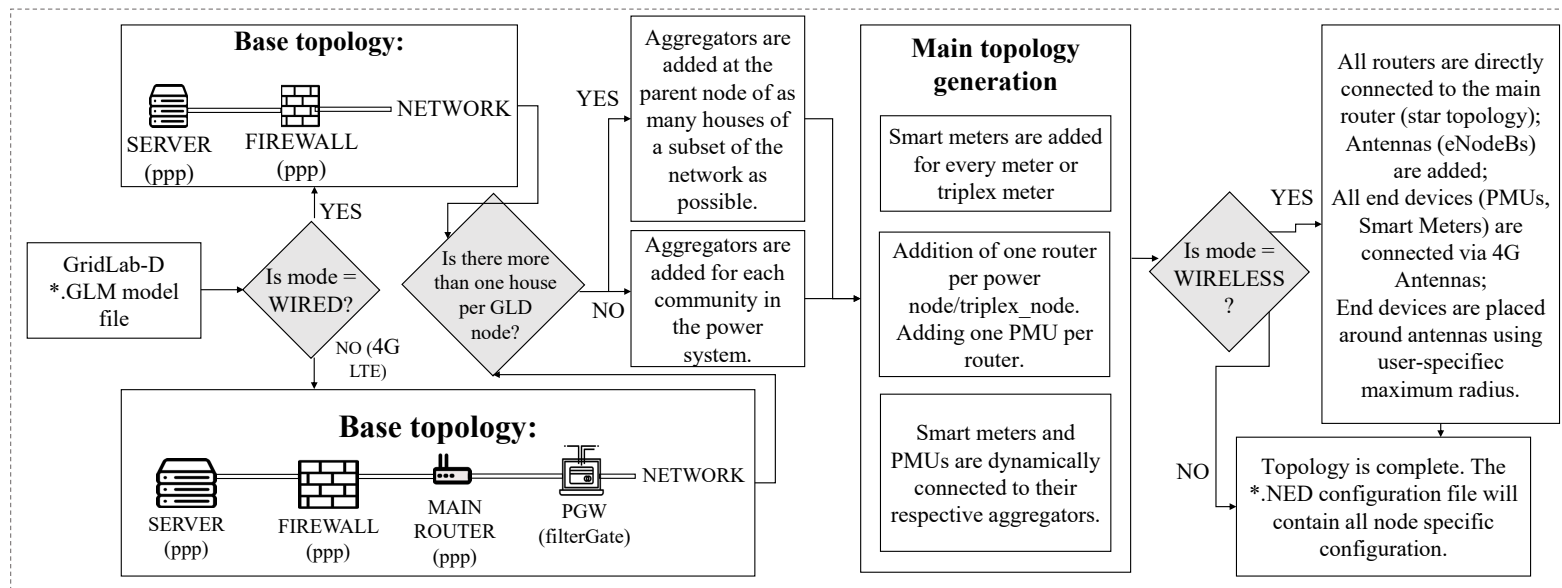 GridLab-D
*.GLM model
file
Is mode =
WIRED?
YES
NO (4G
LTE)
Base topology:
SERVER
(ppp)
FIREWALL
(ppp)
NETWORK
Base topology:
SERVER
(ppp)
FIREWALL
(ppp)
MAIN
ROUTER
(ppp)
PGW
(filterGate)
NETWORK
Is there more
than one house
per GLD
node?
YES
NO
Aggregators are
added at the
parent node of as
many houses of
a subset of the
network as
possible.
Aggregators are
added for each
community in
the power
system.
Main topology
generation
Smart meters are added
for every meter or
triplex meter
Addition of one router
per power
node/triplex_node.
Adding one PMU per
router.
Smart meters and
PMUs are dynamically
connected to their
respective aggregators.
Is mode =
WIRELESS
?
YES
NO
All routers are directly
connected to the main
router (star topology);
Antennas (eNodeBs)
are added;
All end devices (PMUs,
Smart Meters) are
connected via 4G
Antennas;
End devices are placed
around antennas using
user-specifiec
maximum radius.
Topology is complete. The
*.NED configuration file will
contain all node specific
configuration.